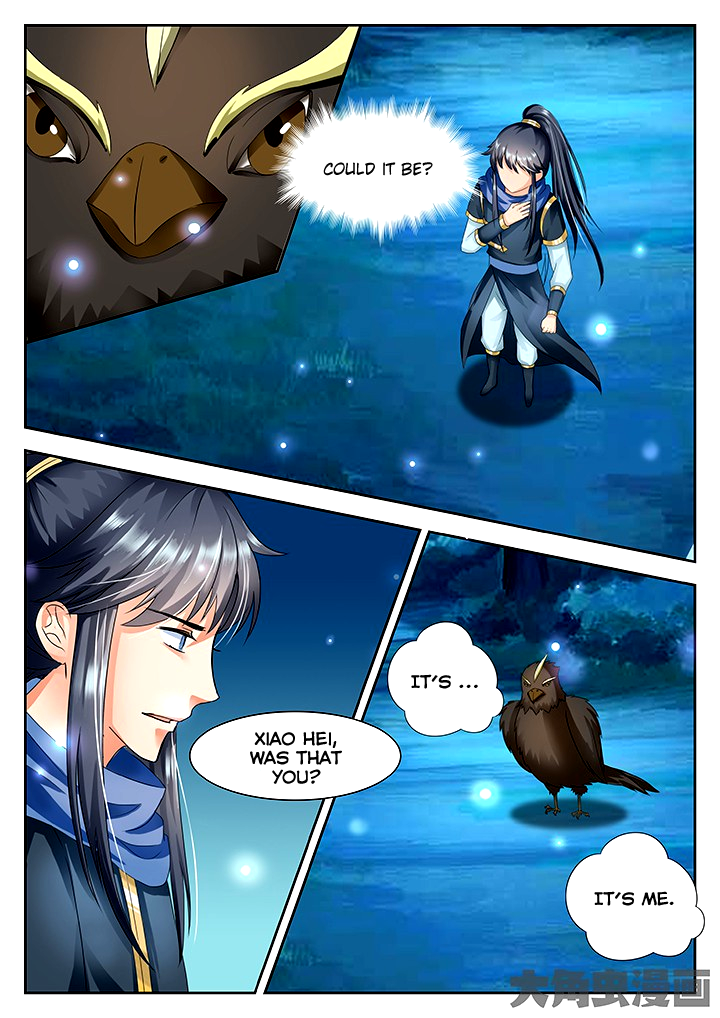 COULD IT BE?
XIAO HEI,
WAS THAT
YOU?
IT'S ...
IT'S ME.
大角虫漫画